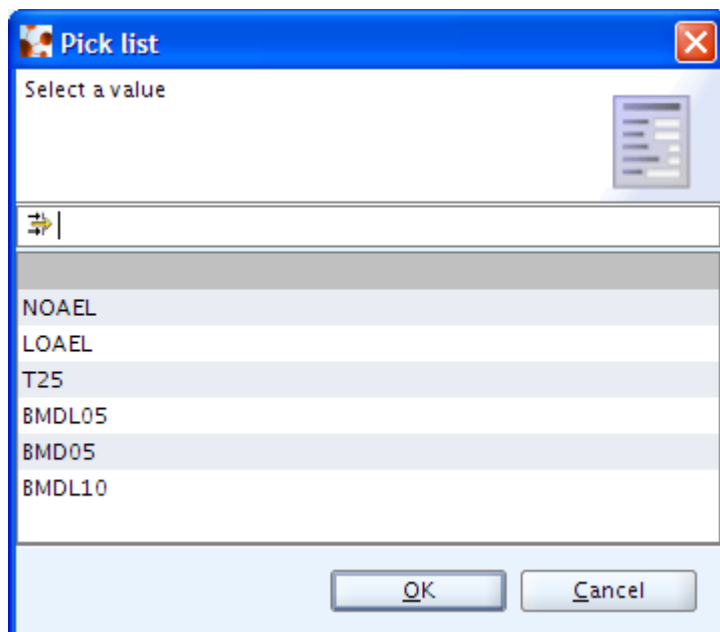 Pick list
Select a value
NOAEL
LOAEL
T25
BMDL05
BMD05
BMDL10
OK Cancel